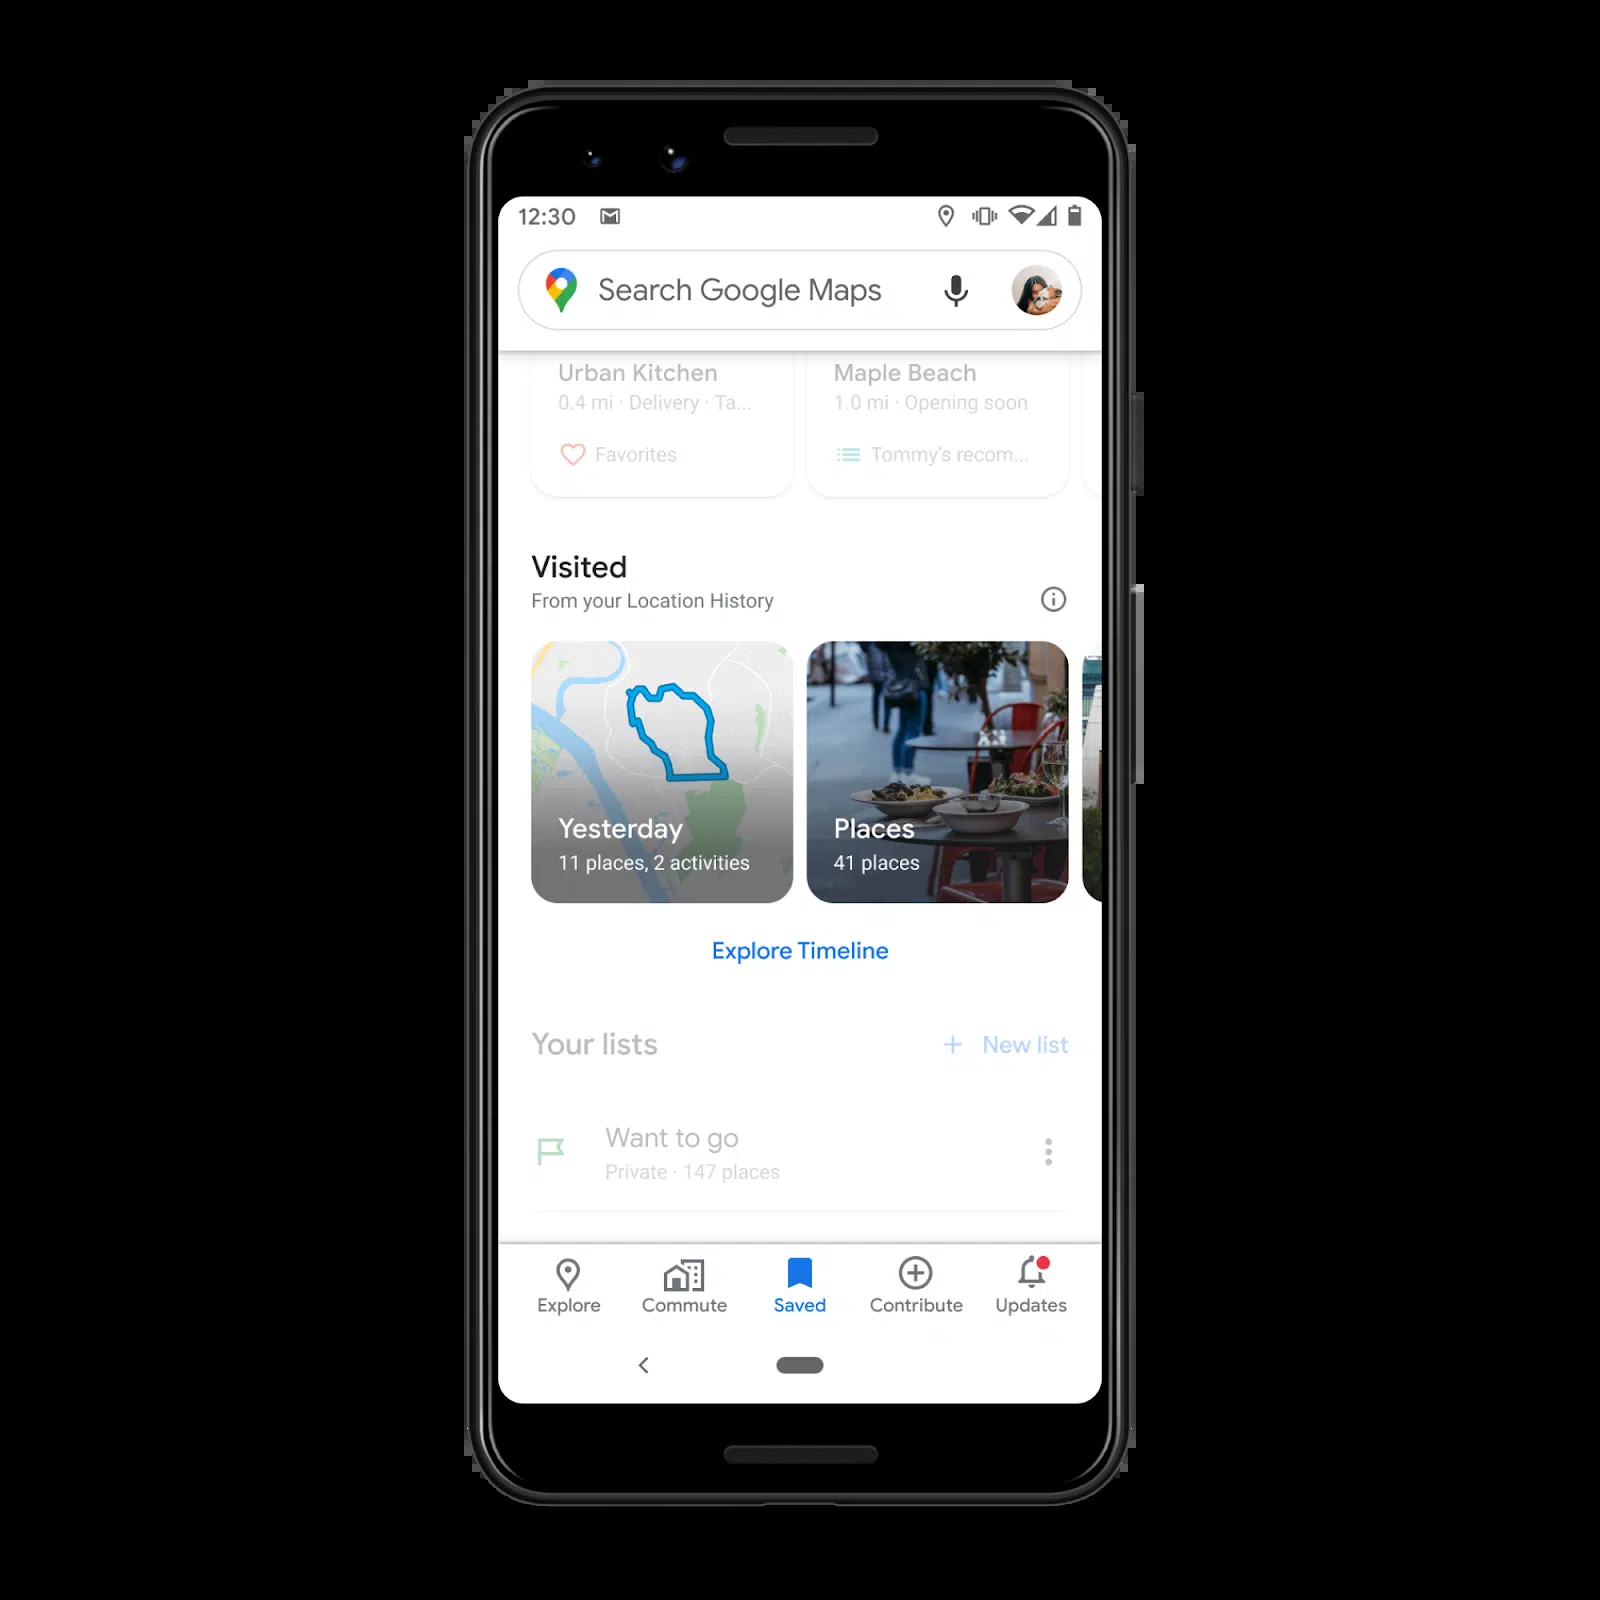 12:30
Search Google Maps
Urban Kitchen
0.4 mi · Delivery · Ta...
Favorites
Maple Beach
1.0 mi · Opening soon
Tommy's recom...
Visited
From your Location History
Yesterday
11 places, 2 activities
Places
41 places
Explore Timeline
Your lists
+ New list
Want to go
Private · 147 places
Explore
Commute
Saved
Contribute
Updates